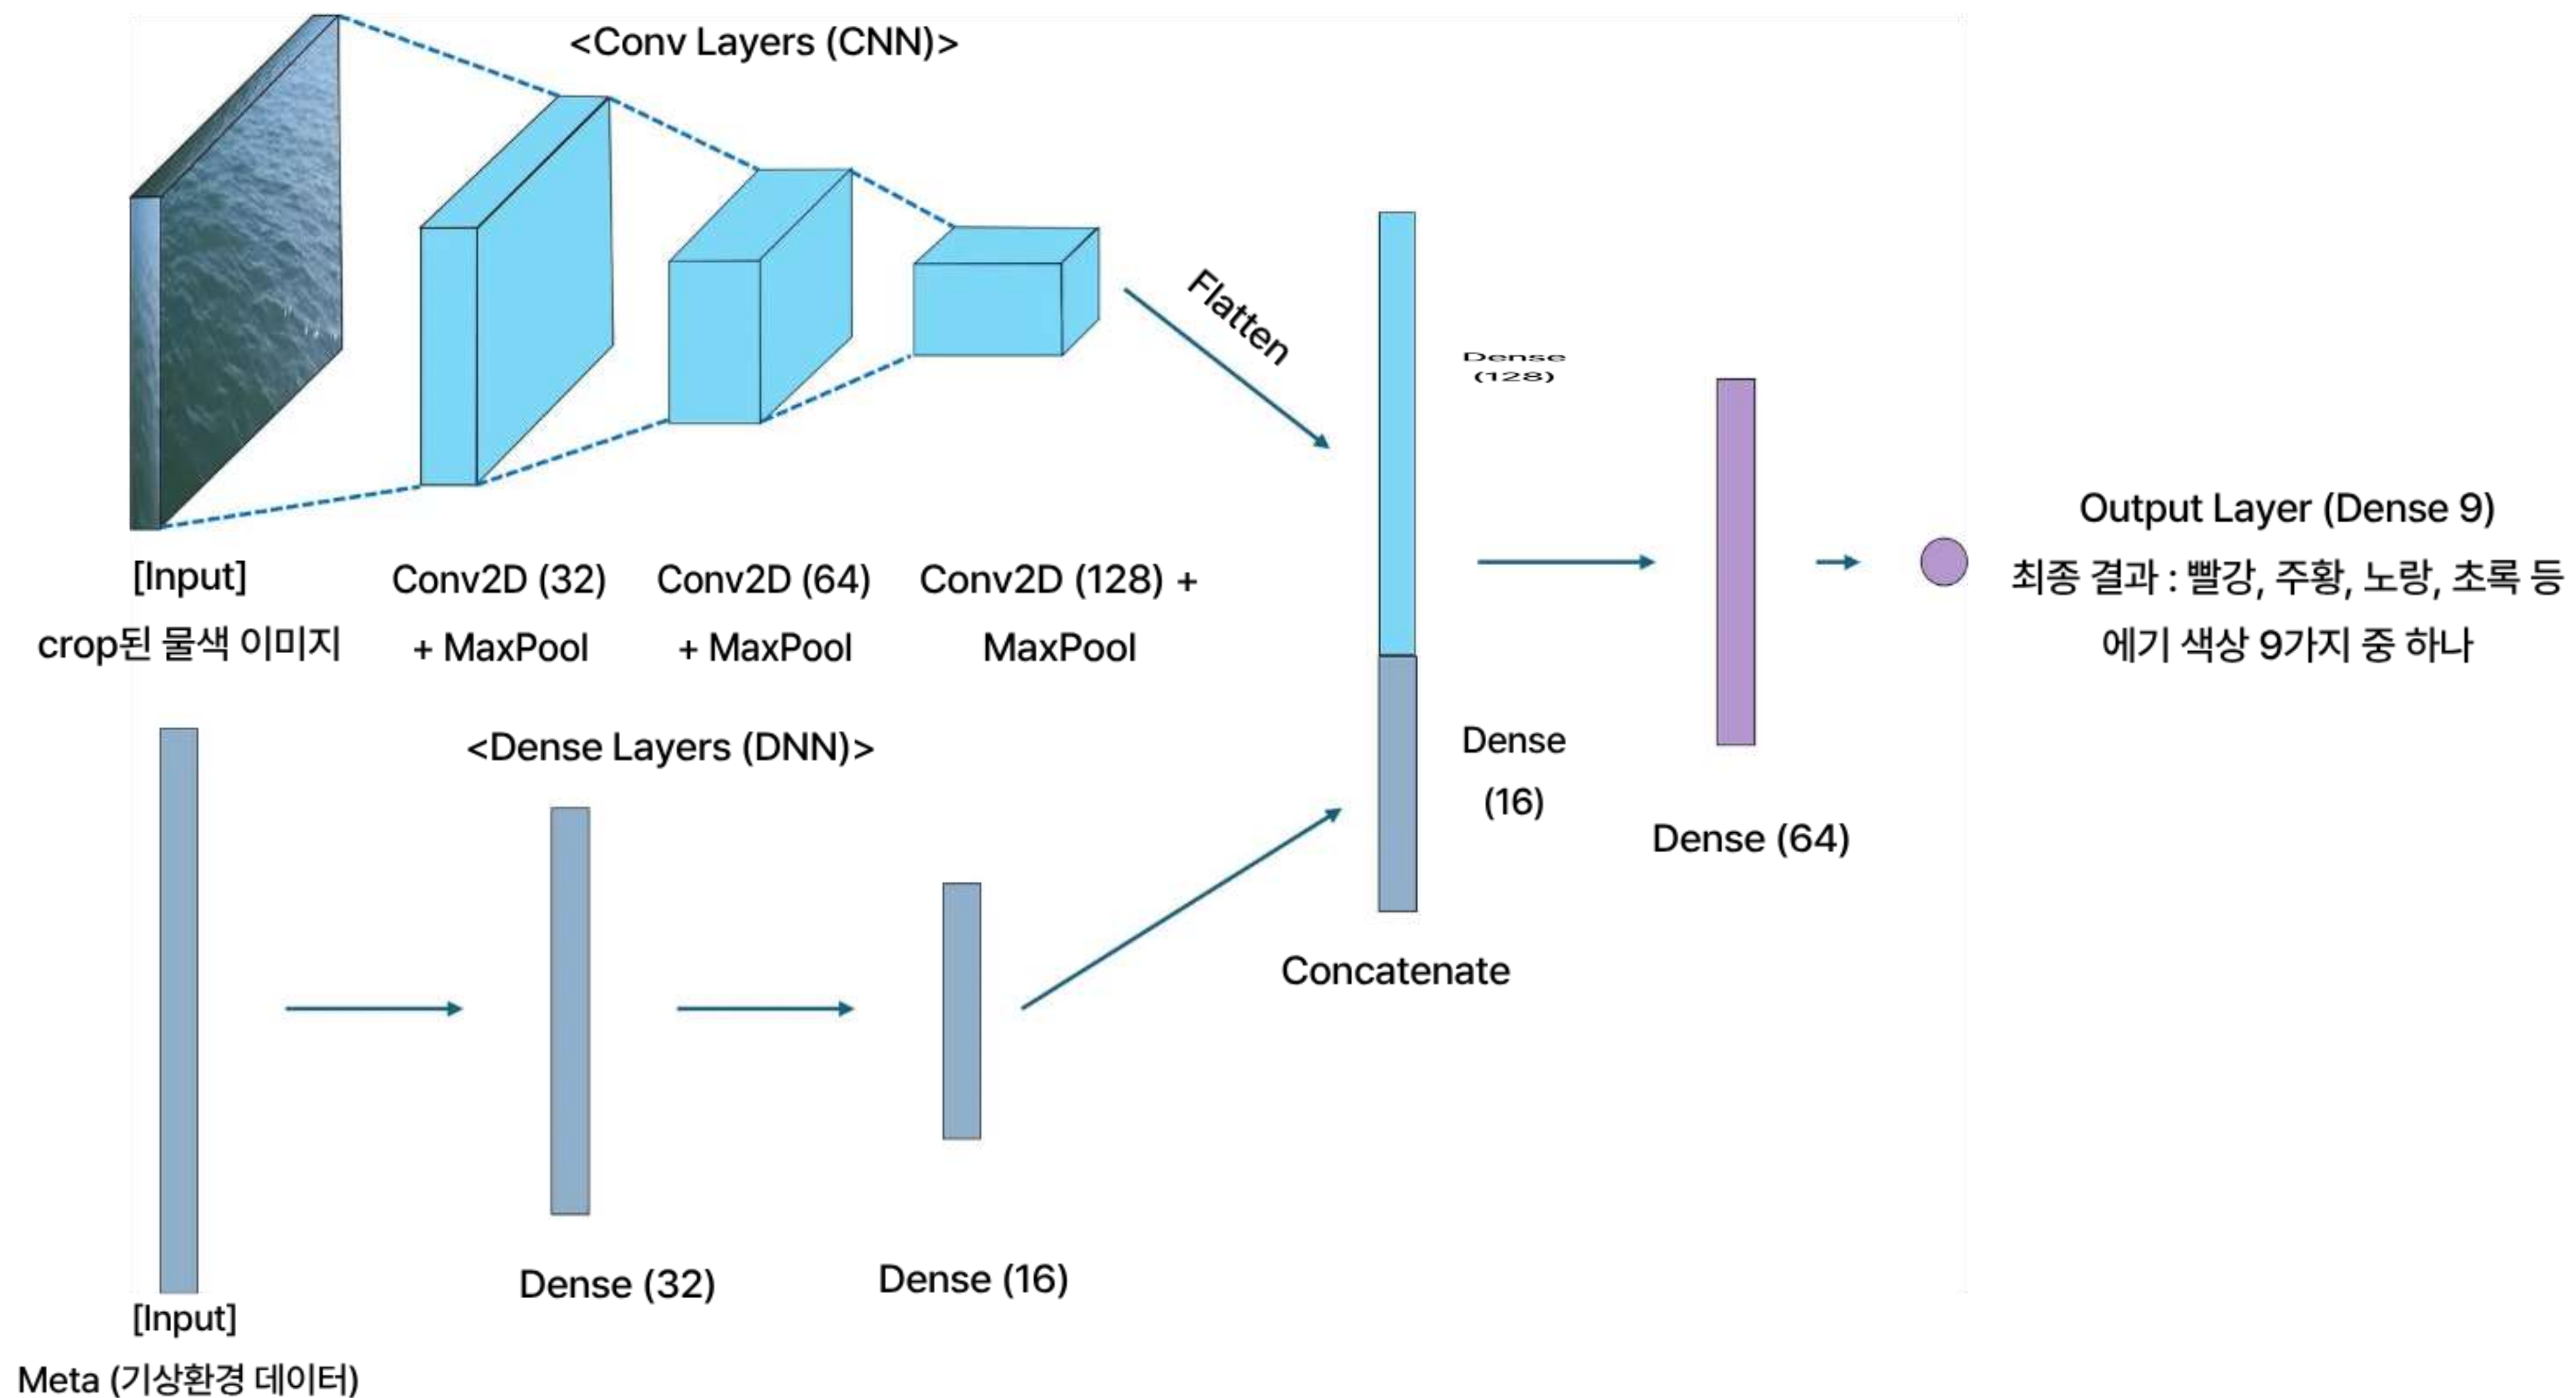 <Conv Layers (CNN)>
Flatten
Dense
(128)
[Input]
crop된 물색 이미지
Conv2D (32)
+ MaxPool
Conv2D (64)
+ MaxPool
Conv2D (128) +
MaxPool
Output Layer (Dense 9)
최종 결과 : 빨강, 주황, 노랑, 초록 등
에기 색상 9가지 중 하나
<Dense Layers (DNN)>
Dense
(16)
Dense (64)
Concatenate
Dense (32)
Dense (16)
[Input]
Meta (기상환경 데이터)